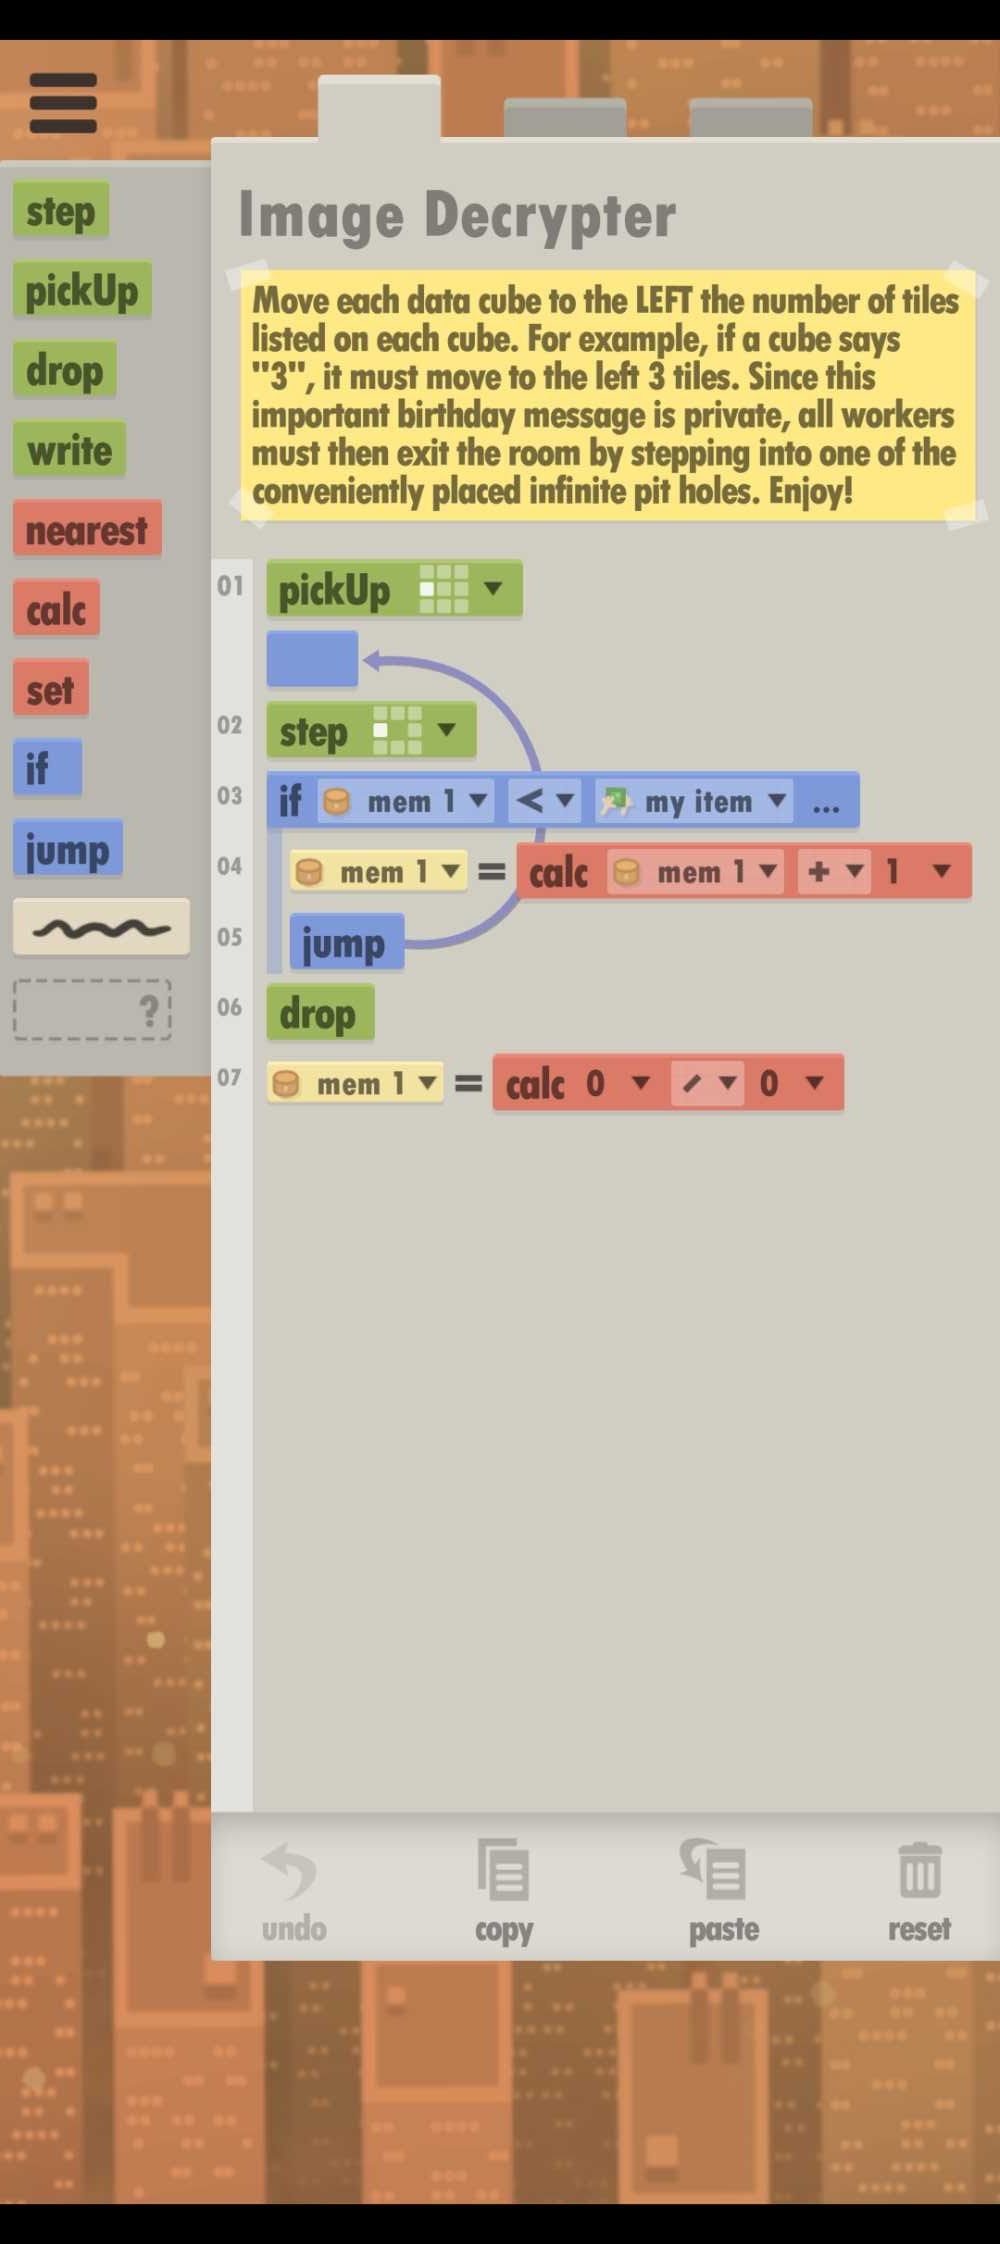 Image Decrypter
Move each data cube to the LEFT the number of tiles
listed on each cube. For example, if a cube says
"3", it must move to the left 3 tiles. Since this
important birthday message is private, all workers
must then exit the room by stepping into one of the
conveniently placed infinite pit holes. Enjoy!
step
pickUp
drop
write
nearest
calc
set
if
jump
?
01 pickUp
02 step
03 if mem 1 < my item ...
04 mem 1 = calc mem 1 + 1
05 jump
06 drop
07 mem 1 = calc 0 / 0
undo copy paste reset